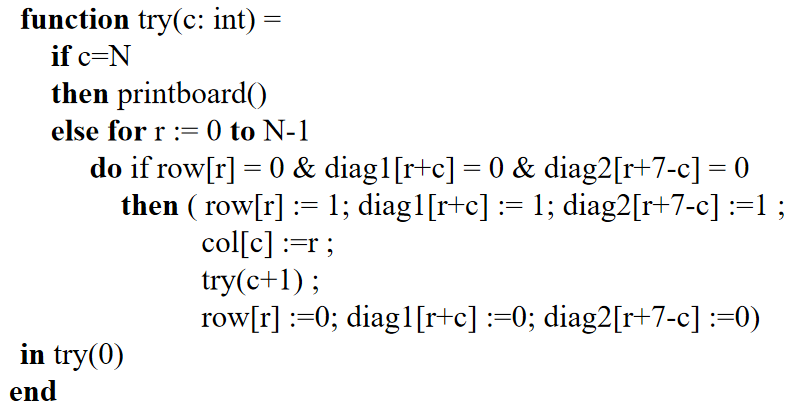 function try(c: int) =
if c=N
then printboard()
else for r := 0 to N-1
do if row[r] = 0 & diag1[r+c] = 0 & diag2[r+7-c] = 0
then ( row[r] := 1; diag1[r+c] := 1; diag2[r+7-c] :=1 ;
col[c] :=r ;
try(c+1) ;
row[r] :=0; diag1[r+c] :=0; diag2[r+7-c] :=0)
in try(0)
end